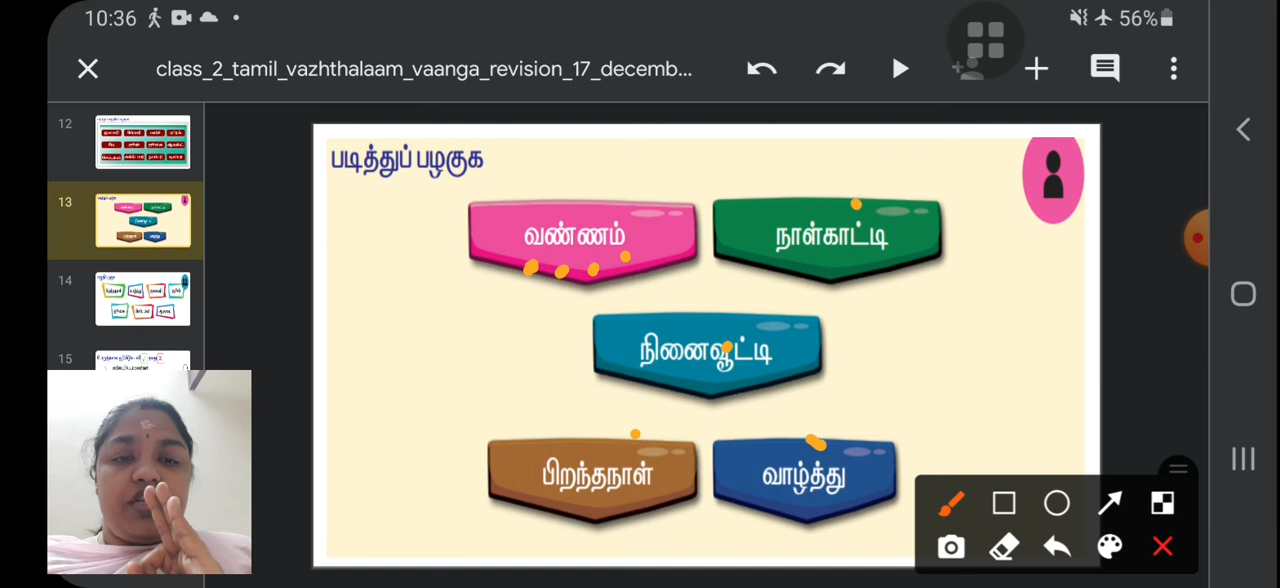 10:36
56%
class_2_tamil_vazhthalaam_vaanga_revision_17_decemb...
12
13
14
15
படித்துப் பழகுக
வண்ணம் நாள்காட்டி
நினைவூட்டி
பிறந்தநாள் வாழ்த்து